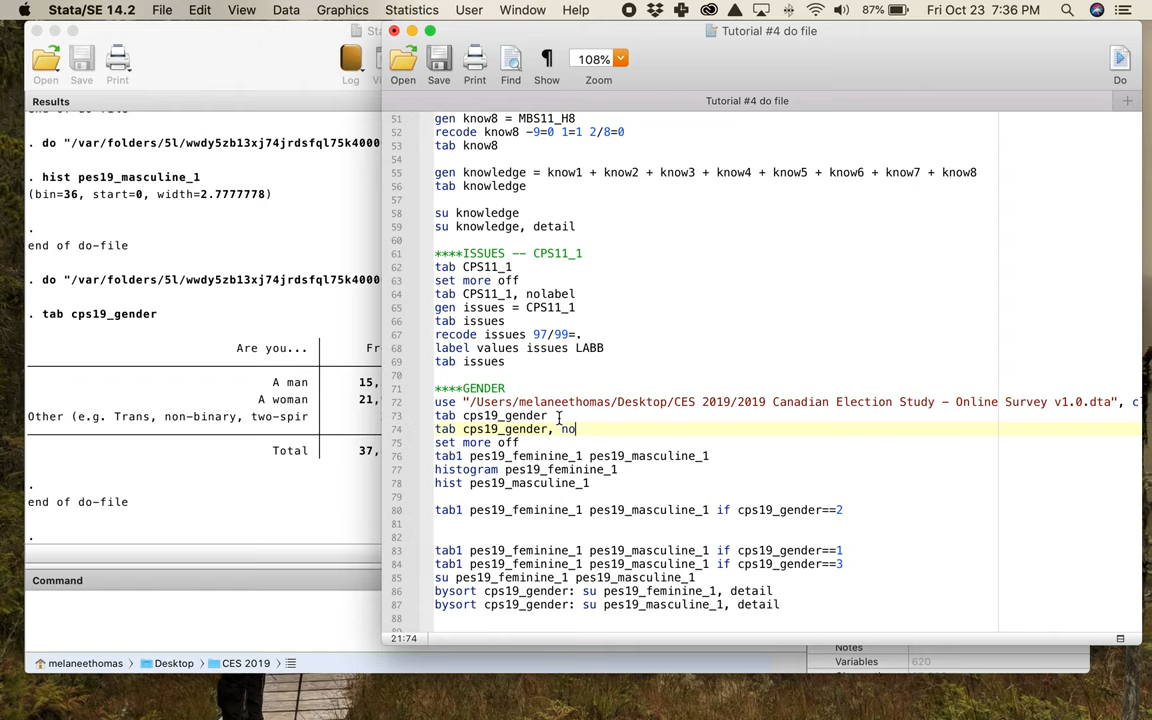 Stata/SE 14.2 File Edit View Data Graphics Statistics User Window Help 87% Fri Oct 23 7:36 PM
Tutorial #4 do file
Open Save Print Log
Open Save Print Find Show 108% Zoom Do
Results
Tutorial #4 do file
end of do-file
. do "/var/folders/5l/wwdy5zb13xj74jrdsfql75k4000
. hist pes19_masculine_1
(bin=36, start=0, width=2.7777778)
.
end of do-file
. do "/var/folders/5l/wwdy5zb13xj74jrdsfql75k4000
. tab cps19_gender
Are you... Fr
A man 15,
A woman 21,
Other (e.g. Trans, non-binary, two-spir
Total 37,
.
end of do-file
.
Command
melaneethomas > Desktop > CES 2019 >
51 gen know8 = MBS11_H8
52 recode know8 -9=0 1=1 2/8=0
53 tab know8
54
55 gen knowledge = know1 + know2 + know3 + know4 + know5 + know6 + know7 + know8
56 tab knowledge
57
58 su knowledge
59 su knowledge, detail
60
61 ****ISSUES -- CPS11_1
62 tab CPS11_1
63 set more off
64 tab CPS11_1, nolabel
65 gen issues = CPS11_1
66 tab issues
67 recode issues 97/99=.
68 label values issues LABB
69 tab issues
70
71 ****GENDER
72 use "/Users/melaneethomas/Desktop/CES 2019/2019 Canadian Election Study - Online Survey v1.0.dta", c
73 tab cps19_gender
74 tab cps19_gender, no
75 set more off
76 tab1 pes19_feminine_1 pes19_masculine_1
77 histogram pes19_feminine_1
78 hist pes19_masculine_1
79
80 tab1 pes19_feminine_1 pes19_masculine_1 if cps19_gender==2
81
82
83 tab1 pes19_feminine_1 pes19_masculine_1 if cps19_gender==1
84 tab1 pes19_feminine_1 pes19_masculine_1 if cps19_gender==3
85 su pes19_feminine_1 pes19_masculine_1
86 bysort cps19_gender: su pes19_feminine_1, detail
87 bysort cps19_gender: su pes19_masculine_1, detail
88
21:74
Notes
Variables 620